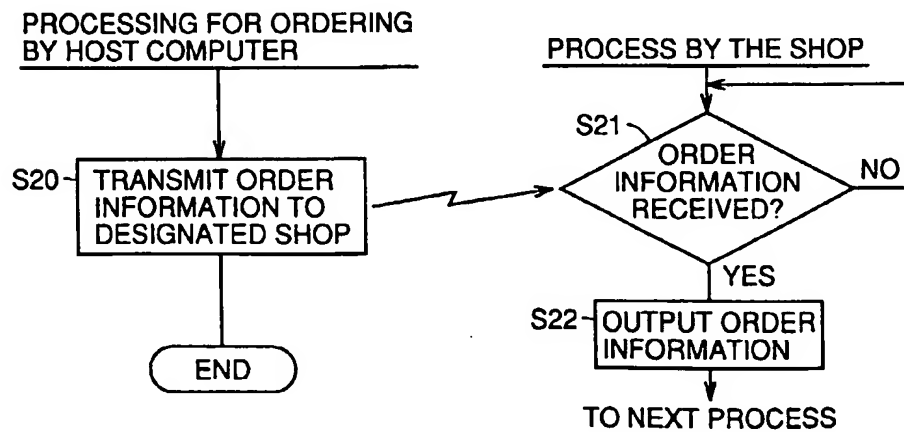 PROCESSING FOR ORDERING
BY HOST COMPUTER
S20
TRANSMIT ORDER
INFORMATION TO
DESIGNATED SHOP
END
PROCESS BY THE SHOP
S21
ORDER
INFORMATION
RECEIVED?
NO
YES
S22
OUTPUT ORDER
INFORMATION
TO NEXT PROCESS